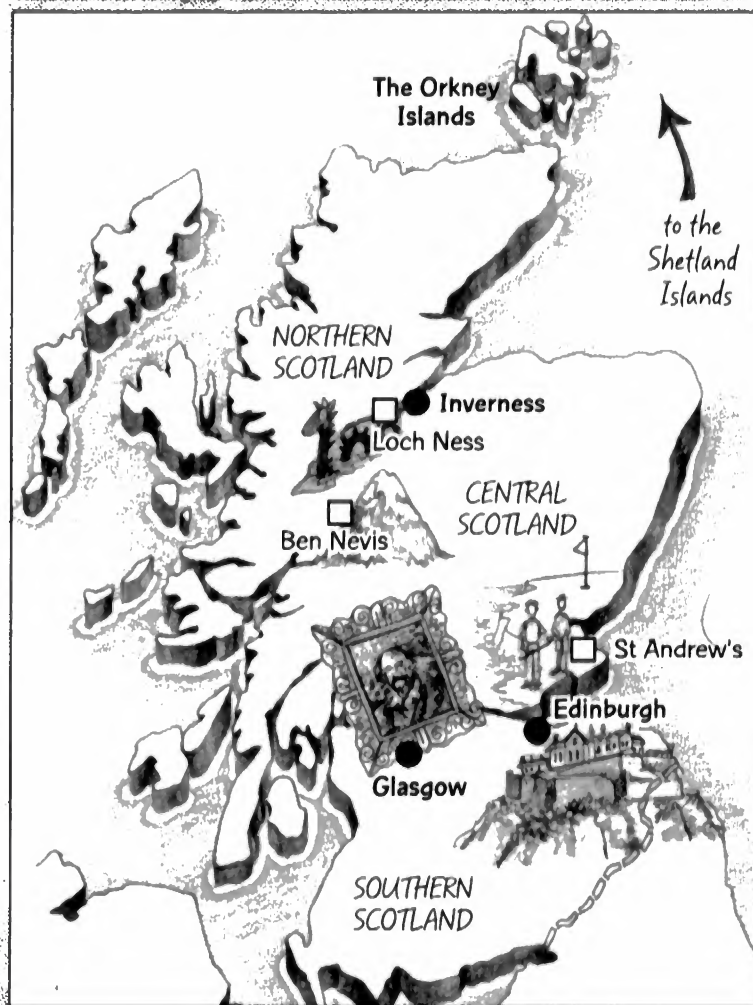 The Orkney
Islands
to the
Shetland
Islands
NORTHERN
SCOTLAND
Inverness
Loch Ness
CENTRAL
SCOTLAND
Ben Nevis
St Andrew's
Edinburgh
Glasgow
SOUTHERN
SCOTLAND